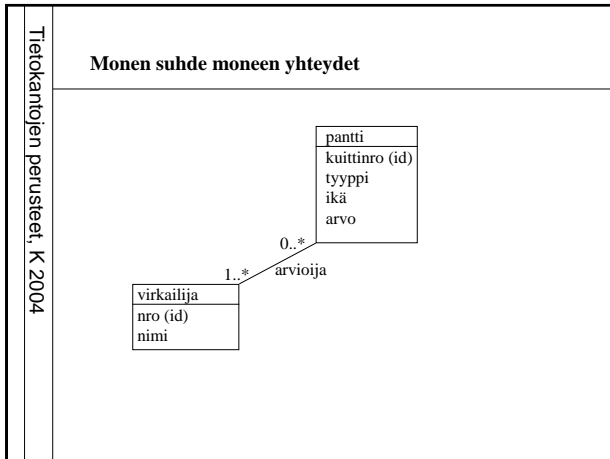 Tietokantojen perusteet, K 2004
Monen suhde moneen yhteydet
pantti
kuittinro (id)
tyyppi
ikä
arvo
0..*
arvioija
1..*
virkailija
nro (id)
nimi